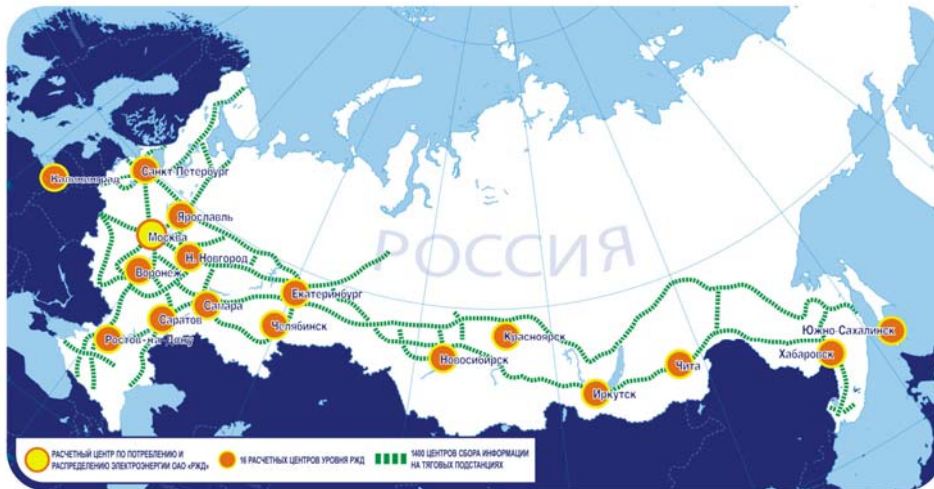 Калининград
Санкт-Петербург
Ярославль
Москва
Н. Новгород
РОССИЯ
Воронеж
Екатеринбург
Самара
Саратов
Челябинск
Ростов-на-Дону
Красноярск
Южно-Сахалинск
Новосибирск
Чита
Хабаровск
Иркутск
РАСЧЕТНЫЙ ЦЕНТР ПО ПОТРЕБЛЕНИЮ И
РАСПРЕДЕЛЕНИЮ ЭЛЕКТРОЭНЕРГИИ ОАО «РЖД»
16 РАСЧЕТНЫХ ЦЕНТРОВ УРОВНЯ РЖД
1400 ЦЕНТРОВ СБОРА ИНФОРМАЦИИ
НА ТЯГОВЫХ ПОДСТАНЦИЯХ